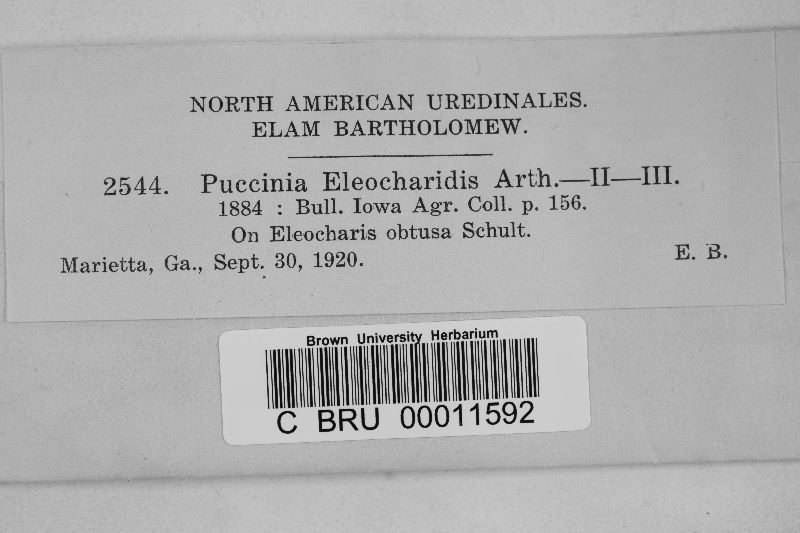 NORTH AMERICAN UREDINALES.
ELAM BARTHOLOMEW.
2544. Puccinia Eleocharidis Arth.—II—III.
1884 : Bull. Iowa Agr. Coll. p. 156.
On Eleocharis obtusa Schult.
Marietta, Ga., Sept. 30, 1920. E. B.
Brown University Herbarium
C BRU 00011592